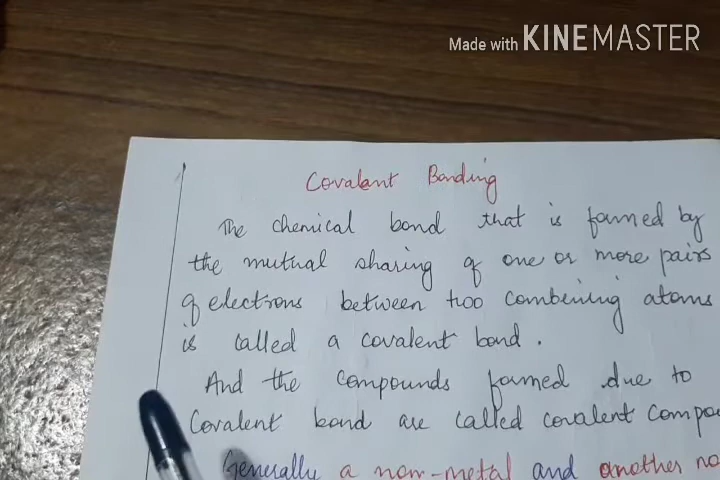 Made with KINEMASTER
Covalent Bonding
The chemical bond that is formed by
the mutual sharing of one or more pairs
of electrons between two combining atoms
is called a covalent bond.
And the compounds formed due to
Covalent bond are called covalent compo
Generally a non-metal and another no